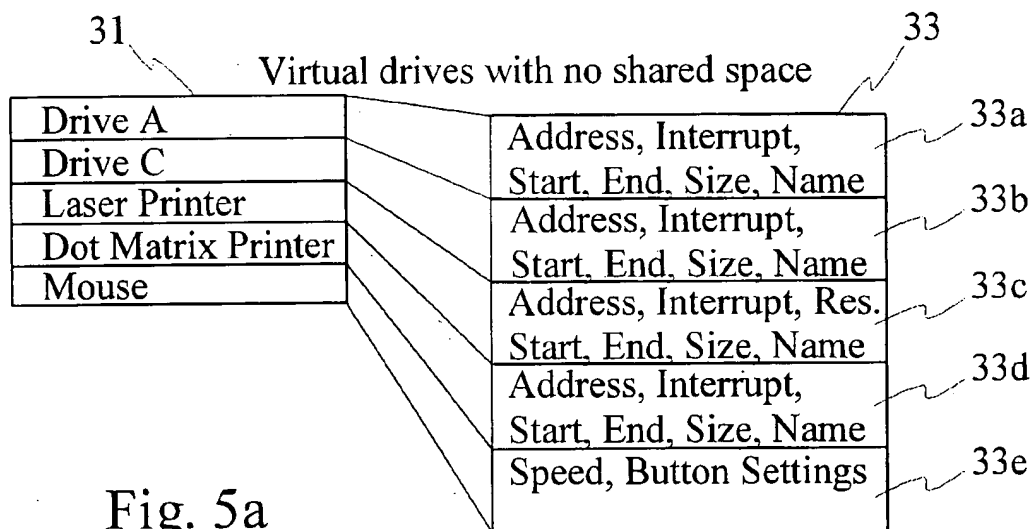 31
33
Virtual drives with no shared space
Drive A
Drive C
Laser Printer
Dot Matrix Printer
Mouse
Address, Interrupt,
Start, End, Size, Name
33a
Address, Interrupt,
Start, End, Size, Name
33b
Address, Interrupt, Res.
Start, End, Size, Name
33c
Address, Interrupt,
Start, End, Size, Name
33d
Speed, Button Settings
33e
Fig. 5a